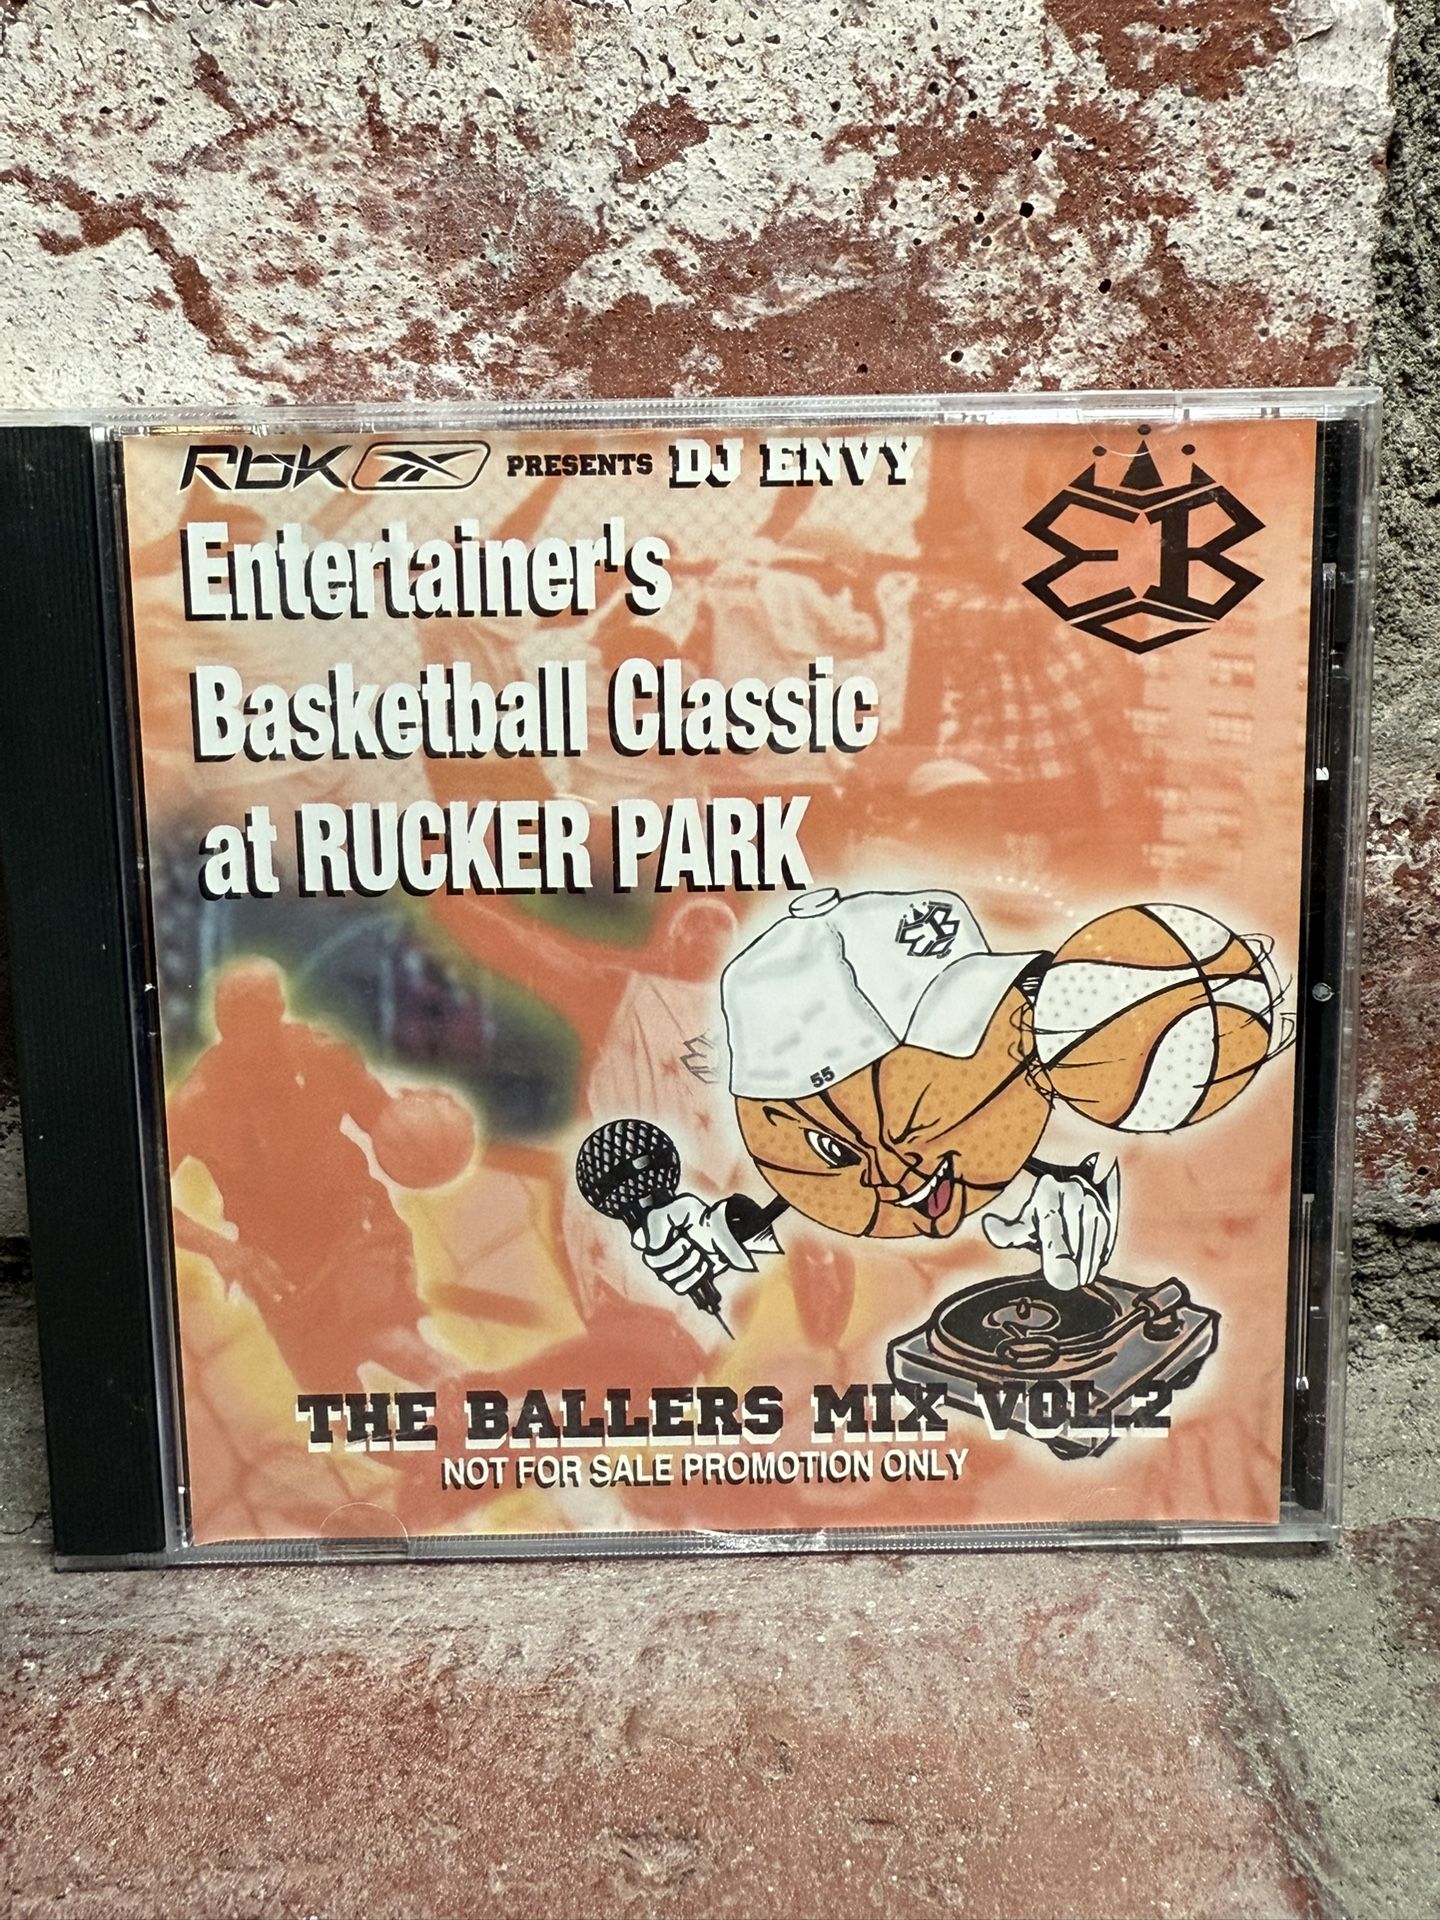 Rbk PRESENTS DJ ENVY
EB
Entertainer's
Basketball Classic
at RUCKER PARK
EB
55
THE BALLERS MIX VOL.2
NOT FOR SALE PROMOTION ONLY